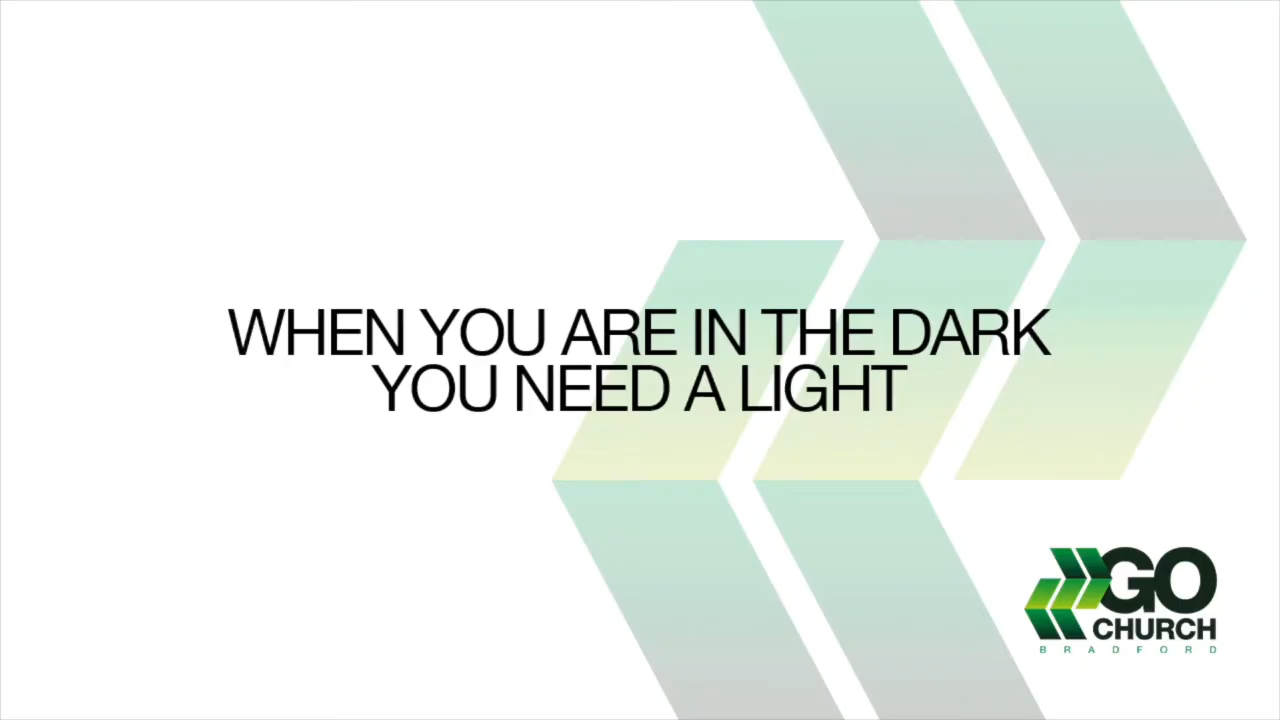 WHEN YOU ARE IN THE DARK
YOU NEED A LIGHT
GO
CHURCH
BRADFORD